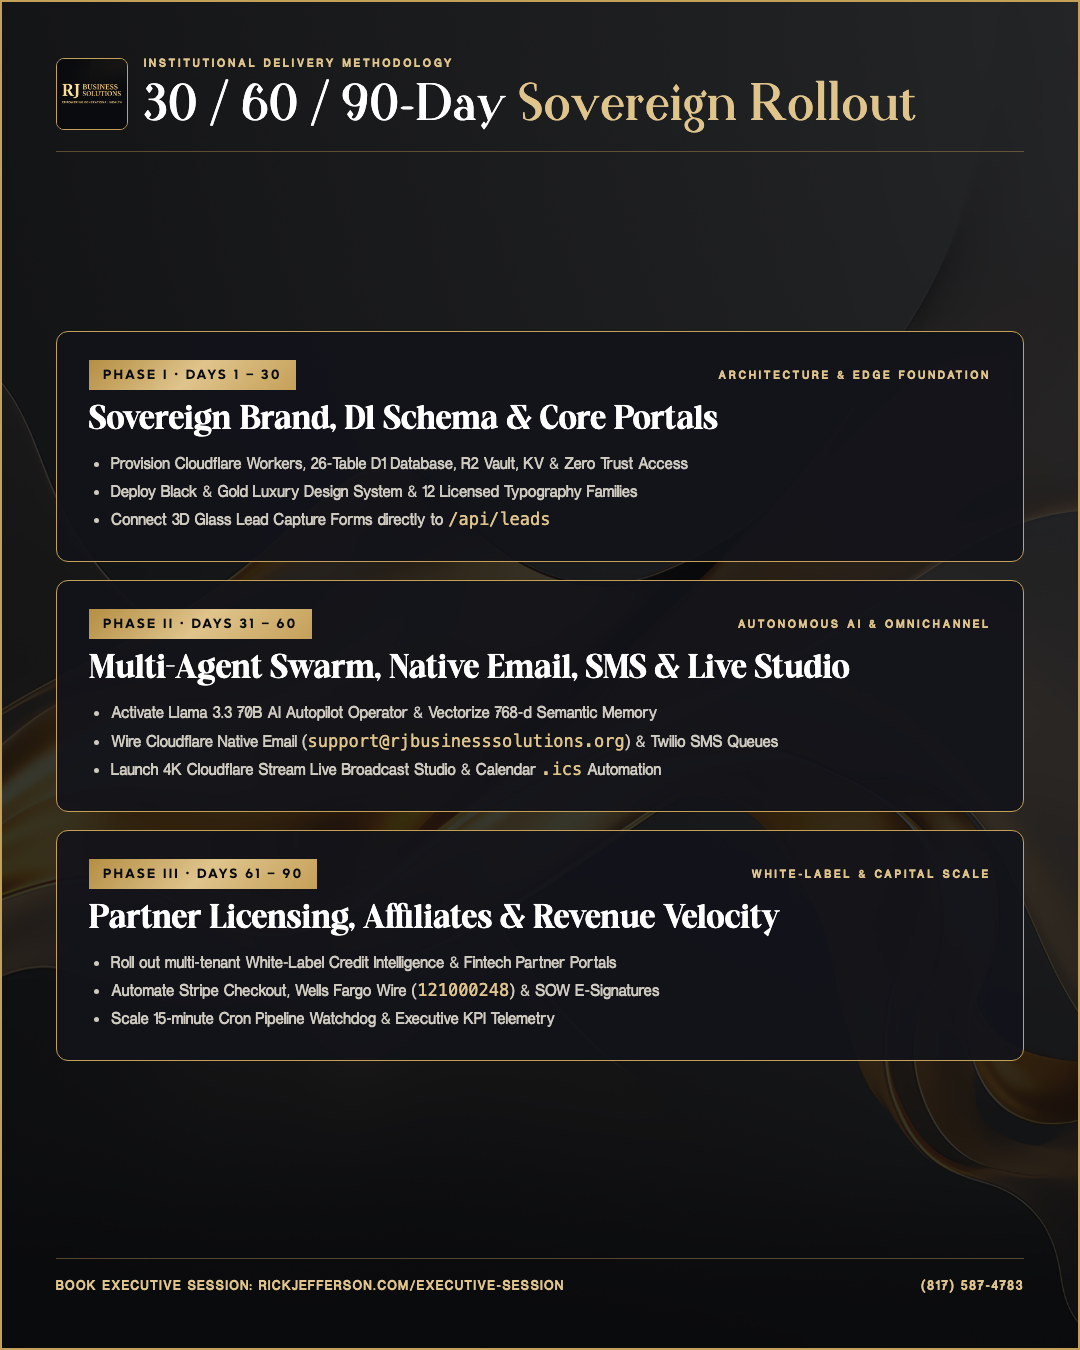 INSTITUTIONAL DELIVERY METHODOLOGY
RJ BUSINESS SOLUTIONS
30 / 60 / 90-Day Sovereign Rollout
PHASE I · DAYS 1 – 30
ARCHITECTURE & EDGE FOUNDATION
Sovereign Brand, D1 Schema & Core Portals
• Provision Cloudflare Workers, 26-Table D1 Database, R2 Vault, KV & Zero Trust Access
• Deploy Black & Gold Luxury Design System & 12 Licensed Typography Families
• Connect 3D Glass Lead Capture Forms directly to /api/leads
PHASE II · DAYS 31 – 60
AUTONOMOUS AI & OMNICHANNEL
Multi-Agent Swarm, Native Email, SMS & Live Studio
• Activate Llama 3.3 70B AI Autopilot Operator & Vectorize 768-d Semantic Memory
• Wire Cloudflare Native Email (support@rjbusinesssolutions.org) & Twilio SMS Queues
• Launch 4K Cloudflare Stream Live Broadcast Studio & Calendar .ics Automation
PHASE III · DAYS 61 – 90
WHITE-LABEL & CAPITAL SCALE
Partner Licensing, Affiliates & Revenue Velocity
• Roll out multi-tenant White-Label Credit Intelligence & Fintech Partner Portals
• Automate Stripe Checkout, Wells Fargo Wire (121000248) & SOW E-Signatures
• Scale 15-minute Cron Pipeline Watchdog & Executive KPI Telemetry
BOOK EXECUTIVE SESSION: RICKJEFFERSON.COM/EXECUTIVE-SESSION
(817) 587-4783